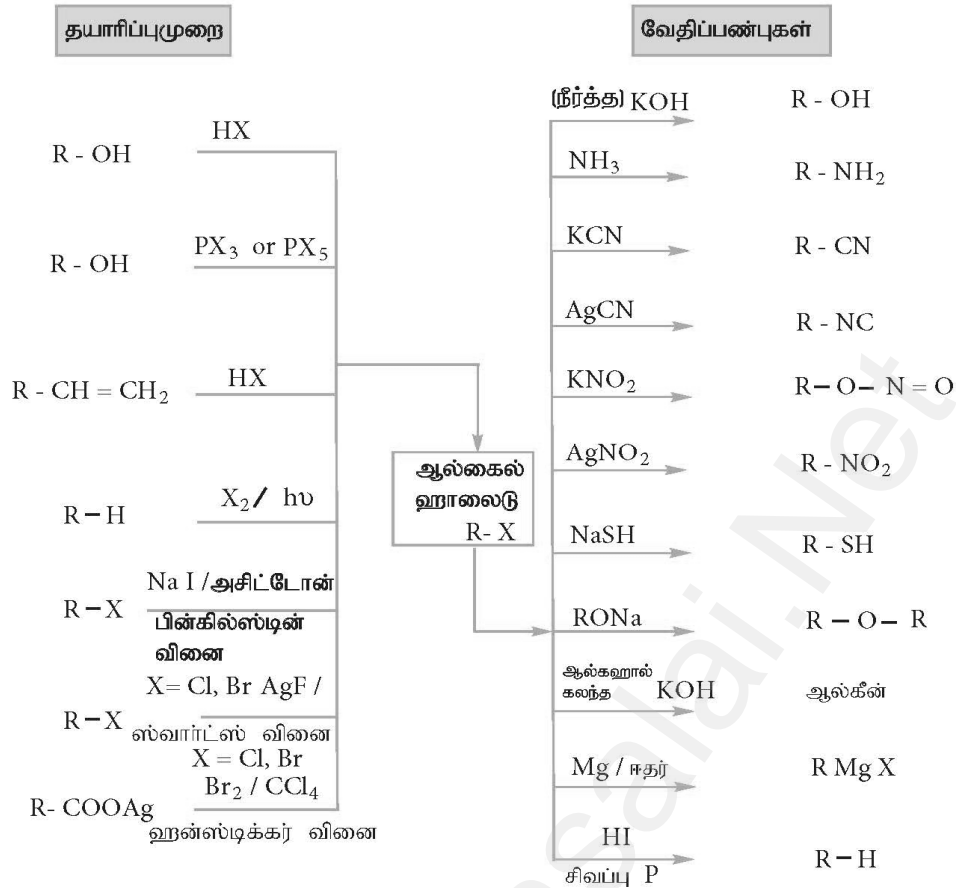 தயாரிப்புமுறை
வேதிப்பண்புகள்
R - OH HX
R - OH PX₃ or PX₅
R - CH = CH₂ HX
R−H X₂ / hυ
R−X Na I /அசிட்டோன்
பின்கில்ஸ்டின்
வினை
X= Cl, Br AgF /
R−X ஸ்வார்ட்ஸ் வினை
X = Cl, Br
Br₂ / CCl₄
R- COOAg
ஹன்ஸ்டிக்கர் வினை
ஆல்கைல்
ஹாலைடு
R- X
(நீர்த்த) KOH R - OH
NH₃ R - NH₂
KCN R - CN
AgCN R - NC
KNO₂ R− O− N = O
AgNO₂ R - NO₂
NaSH R - SH
RONa R − O − R
ஆல்கஹால்
கலந்த KOH ஆல்கீன்
Mg / ஈதர் R Mg X
HI
சிவப்பு P R−H
salai.Net